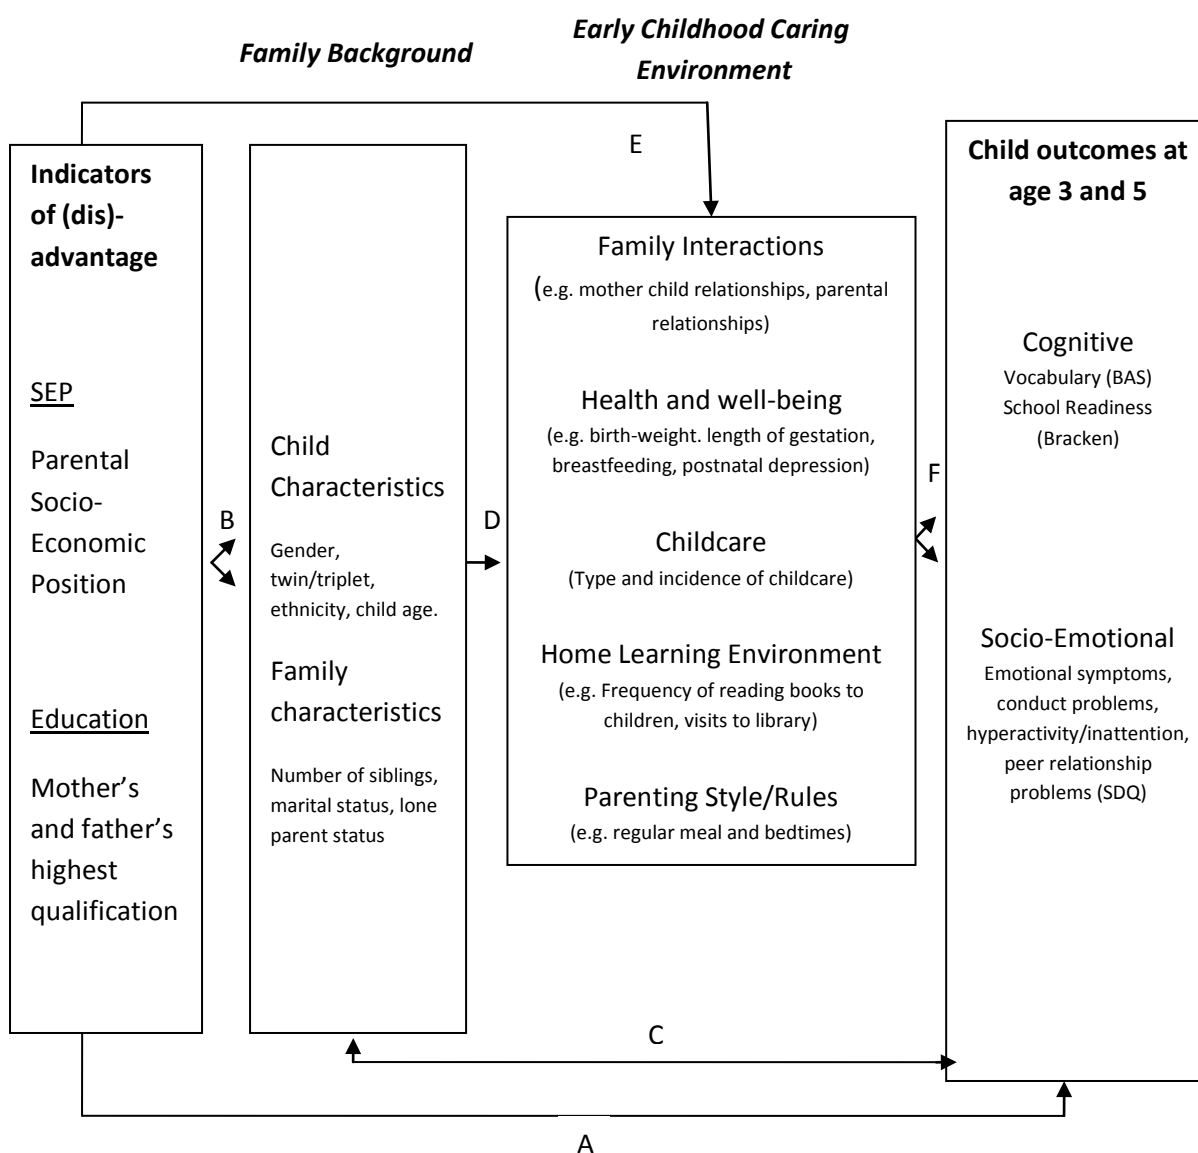 Family Background
Early Childhood Caring
Environment
E
Indicators
of (dis)-
advantage
SEP
Parental
Socio-
Economic
Position
Education
Mother’s
and father’s
highest
qualification
B
Child
Characteristics
Gender,
twin/triplet,
ethnicity, child age.
Family
characteristics
Number of siblings,
marital status, lone
parent status
D
Family Interactions
(e.g. mother child relationships, parental
relationships)
Health and well-being
(e.g. birth-weight. length of gestation,
breastfeeding, postnatal depression)
Childcare
(Type and incidence of childcare)
Home Learning Environment
(e.g. Frequency of reading books to
children, visits to library)
Parenting Style/Rules
(e.g. regular meal and bedtimes)
F
Child outcomes at
age 3 and 5
Cognitive
Vocabulary (BAS)
School Readiness
(Bracken)
Socio-Emotional
Emotional symptoms,
conduct problems,
hyperactivity/inattention,
peer relationship
problems (SDQ)
C
A